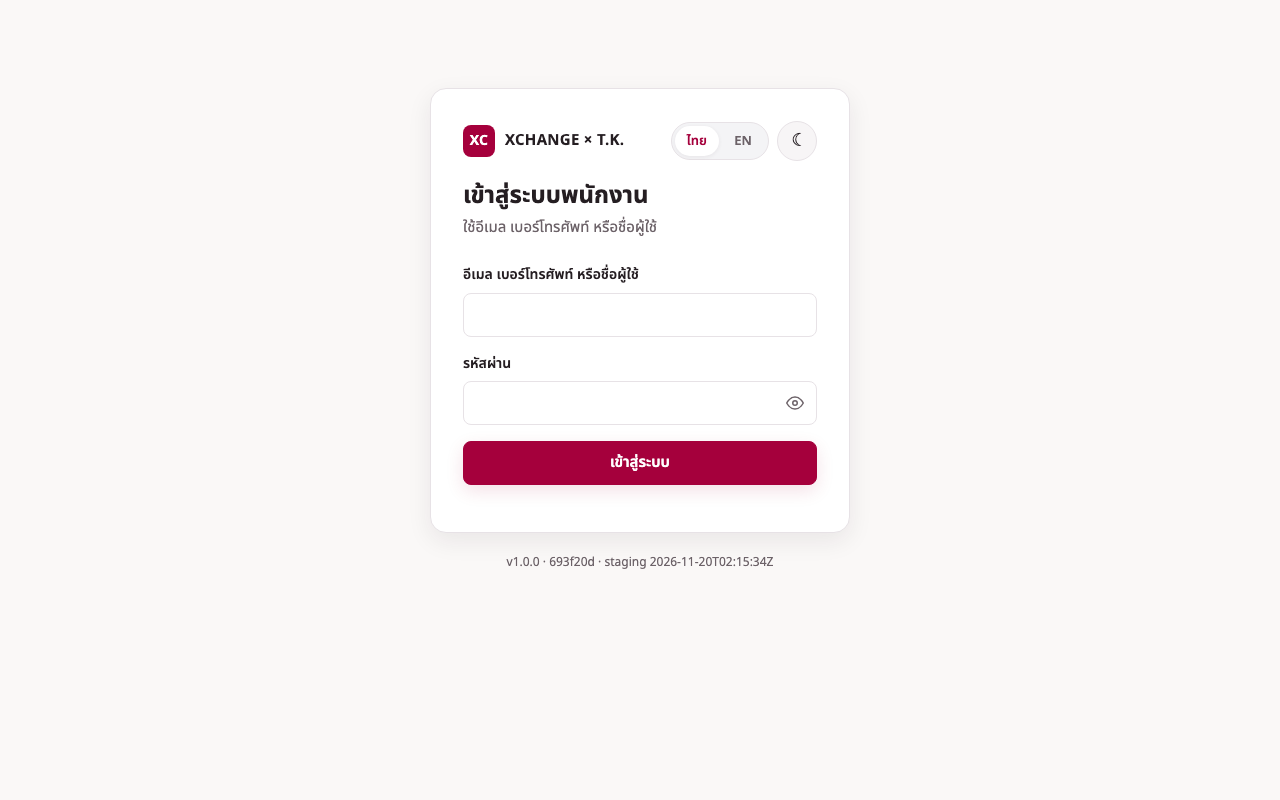 XC XCHANGE × T.K. ไทย EN
เข้าสู่ระบบพนักงาน
ใช้อีเมล เบอร์โทรศัพท์ หรือชื่อผู้ใช้
อีเมล เบอร์โทรศัพท์ หรือชื่อผู้ใช้
รหัสผ่าน
เข้าสู่ระบบ
v1.0.0 · 693f20d · staging 2026-11-20T02:15:34Z